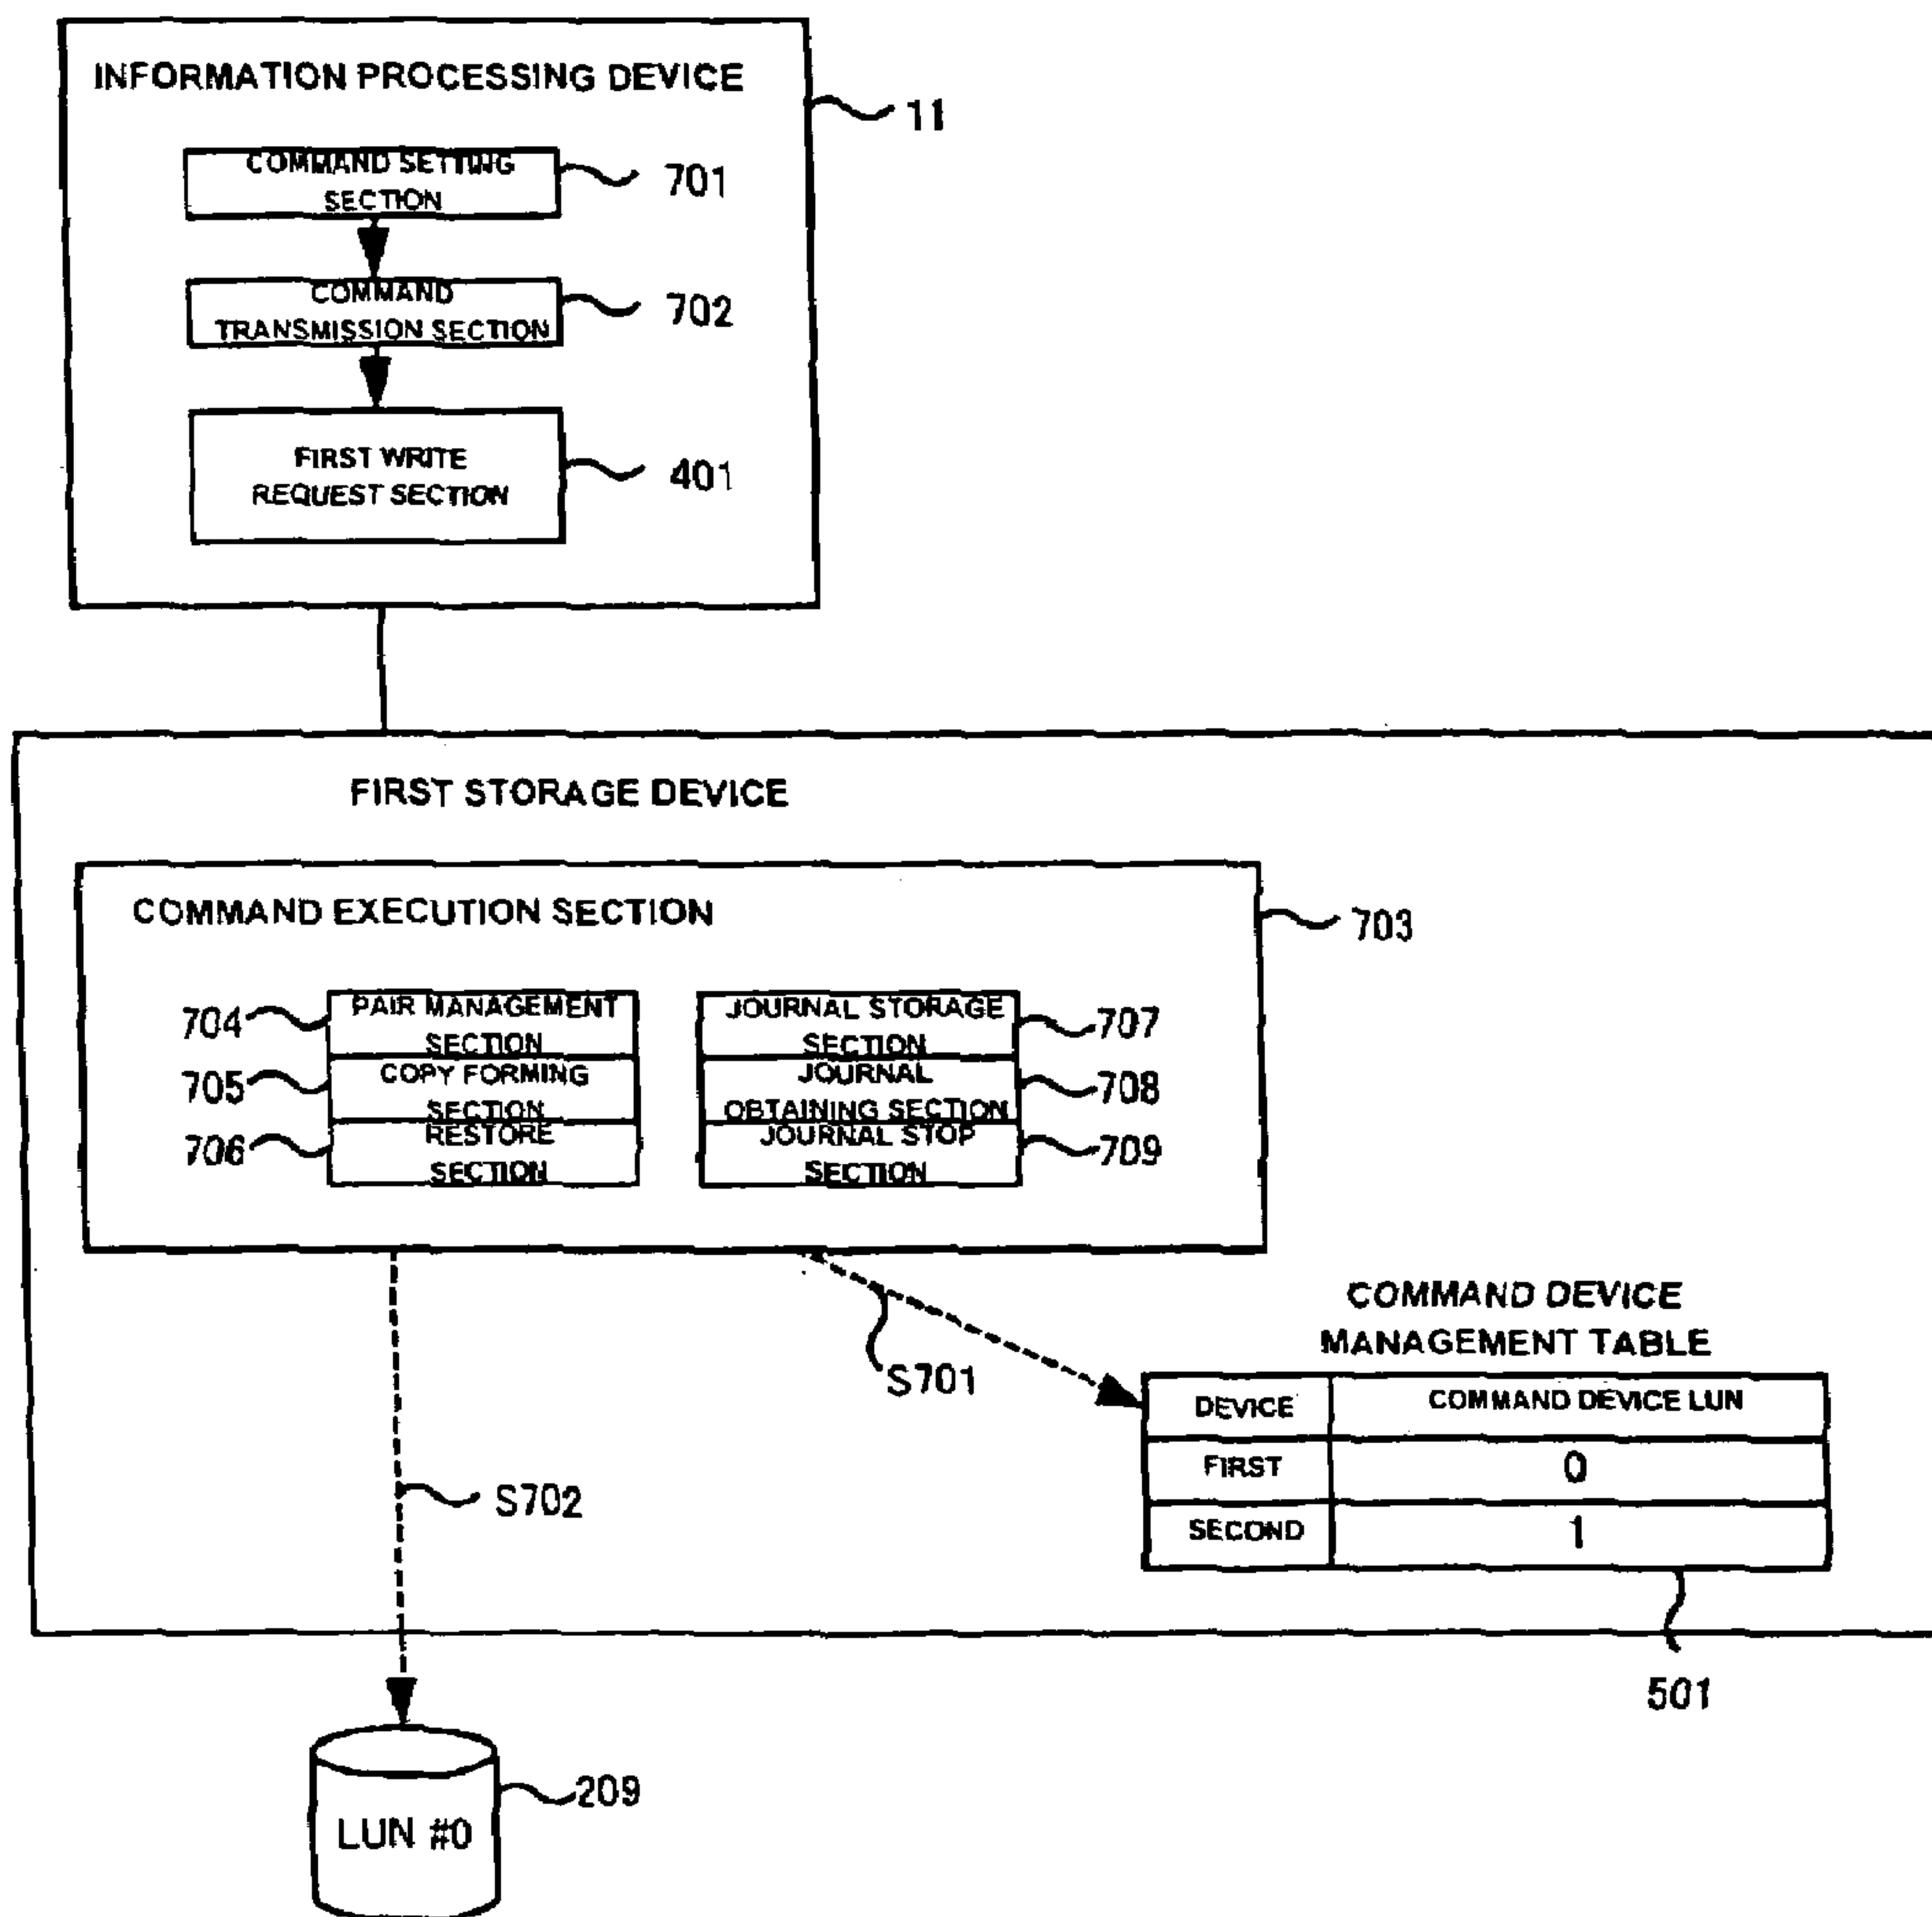 INFORMATION PROCESSING DEVICE
11
COMMAND SETTING
SECTION
701
COMMAND
TRANSMISSION SECTION
702
FIRST WRITE
REQUEST SECTION
401
FIRST STORAGE DEVICE
COMMAND EXECUTION SECTION
703
704
PAIR MANAGEMENT
SECTION
705
COPY FORMING
SECTION
706
RESTORE
SECTION
JOURNAL STORAGE
SECTION
707
JOURNAL
OBTAINING SECTION
708
JOURNAL STOP
SECTION
709
S701
S702
COMMAND DEVICE
MANAGEMENT TABLE
DEVICE COMMAND DEVICE LUN
FIRST 0
SECOND 1
501
LUN #0
209